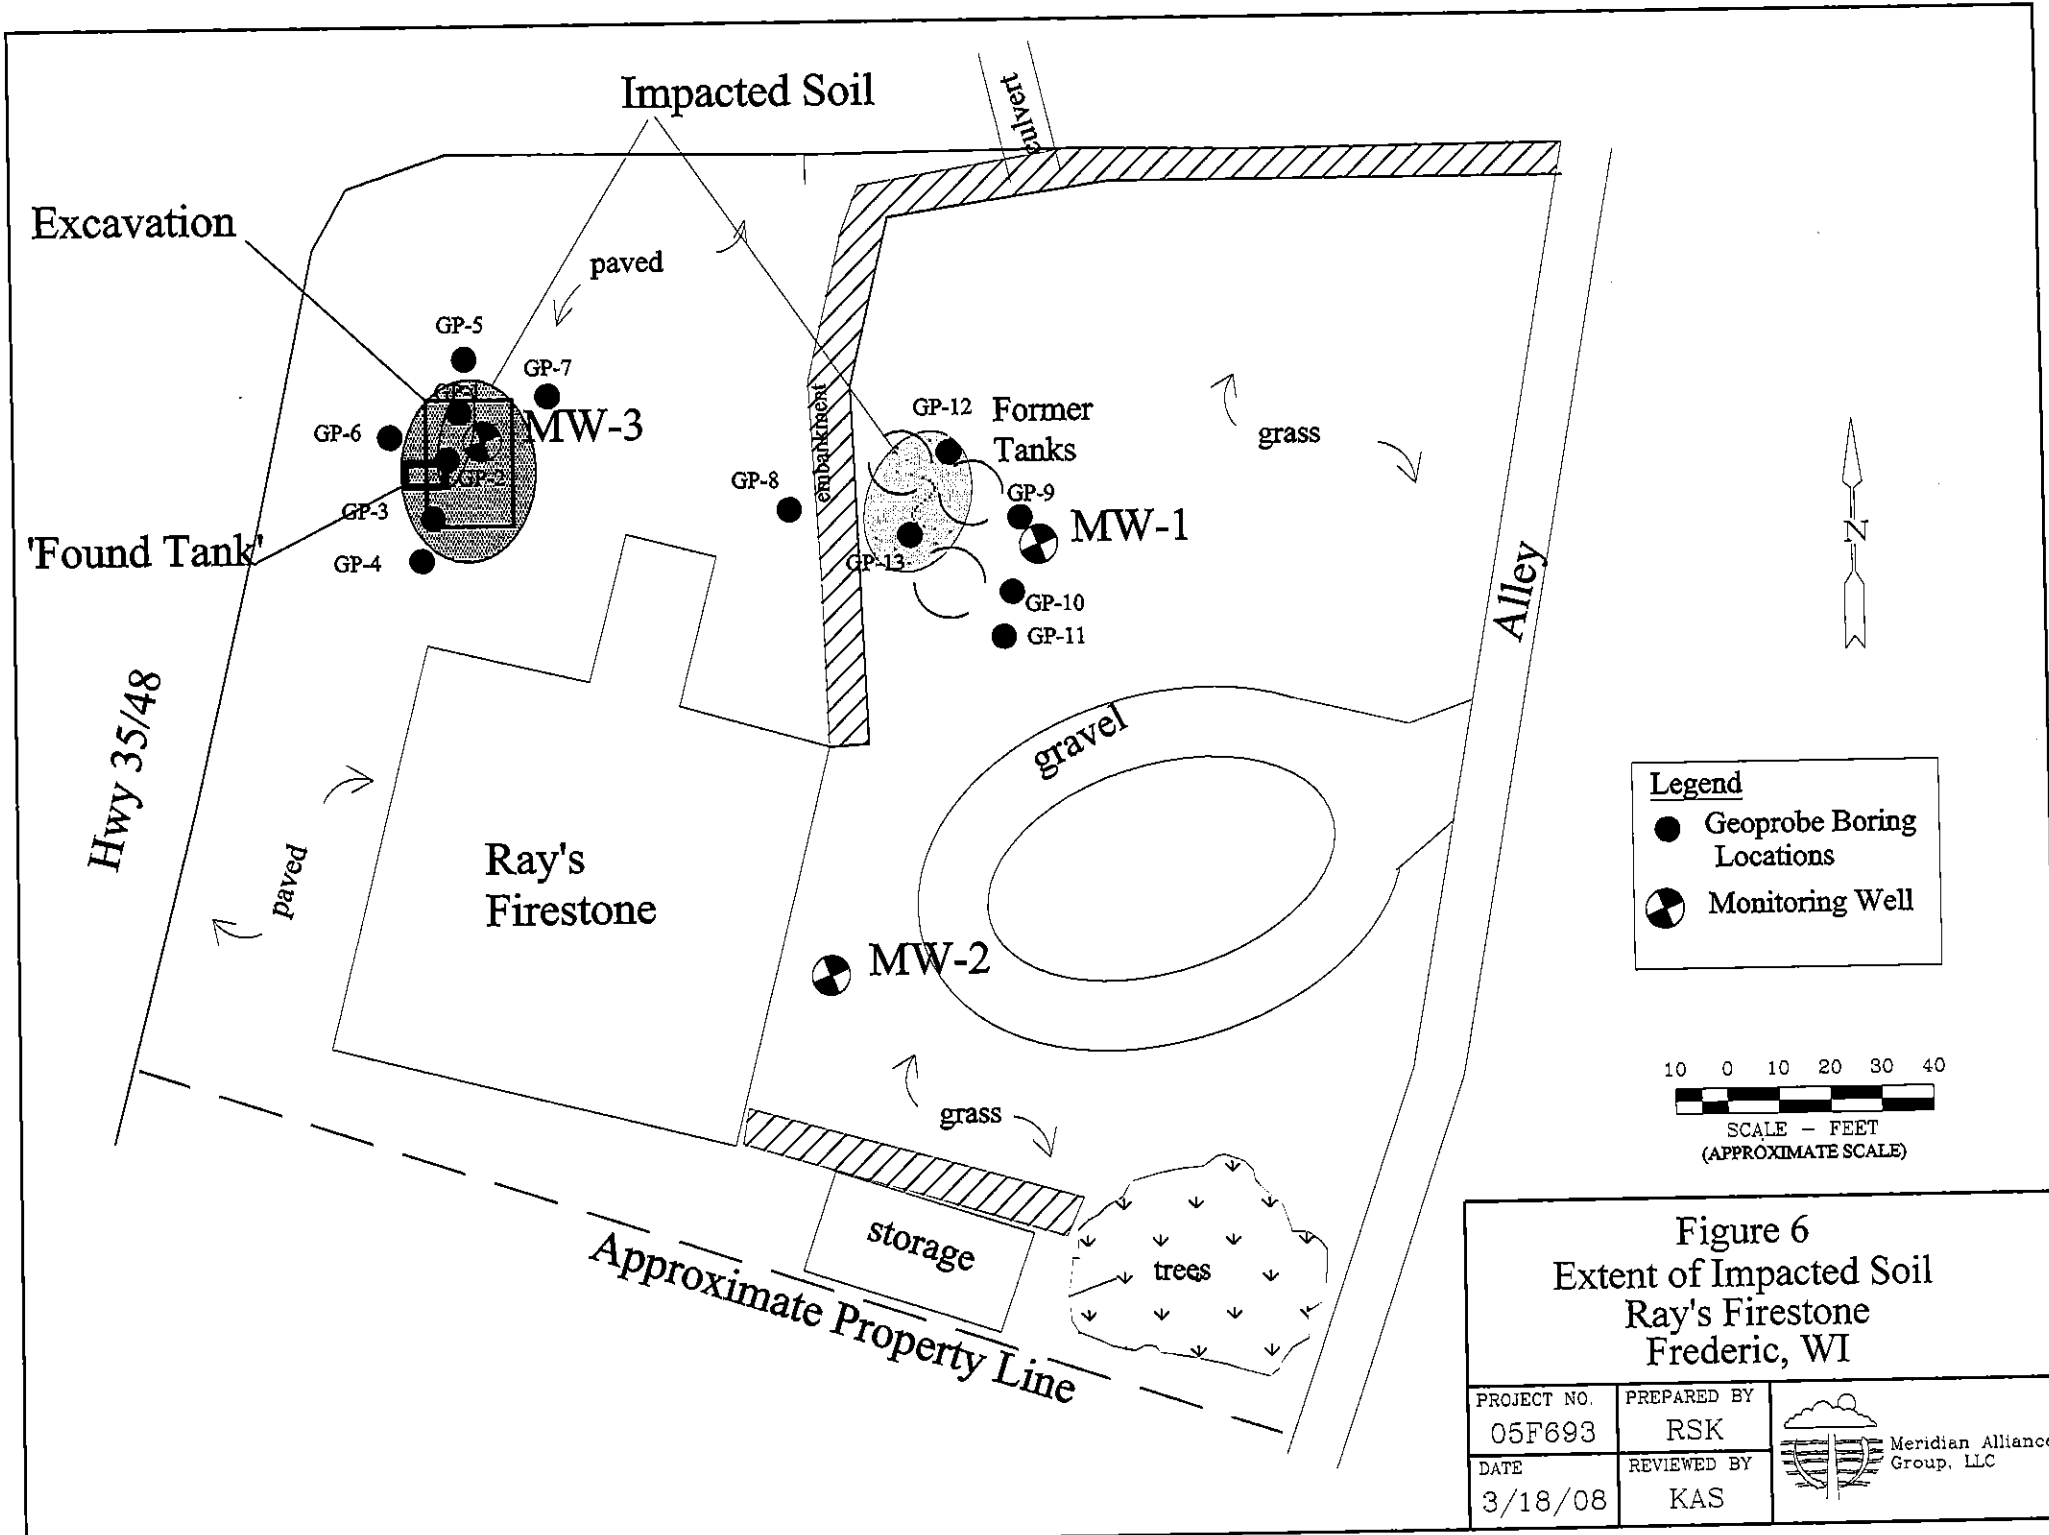 culvert
Impacted Soil
Excavation
paved
GP-5
GP-7
GP-1
MW-3
GP-6
GP-2
GP-3
'Found Tank'
GP-4
embankment
GP-8
GP-12
Former
Tanks
GP-9
MW-1
GP-13
GP-10
GP-11
grass
N
Alley
Hwy 35/48
paved
gravel
Ray's
Firestone
MW-2
grass
storage
trees
Approximate Property Line
Legend
Geoprobe Boring
Locations
Monitoring Well
10 0 10 20 30 40
SCALE – FEET
(APPROXIMATE SCALE)
Figure 6
Extent of Impacted Soil
Ray's Firestone
Frederic, WI
PROJECT NO.
05F693
PREPARED BY
RSK
DATE
3/18/08
REVIEWED BY
KAS
Meridian Alliance
Group, LLC